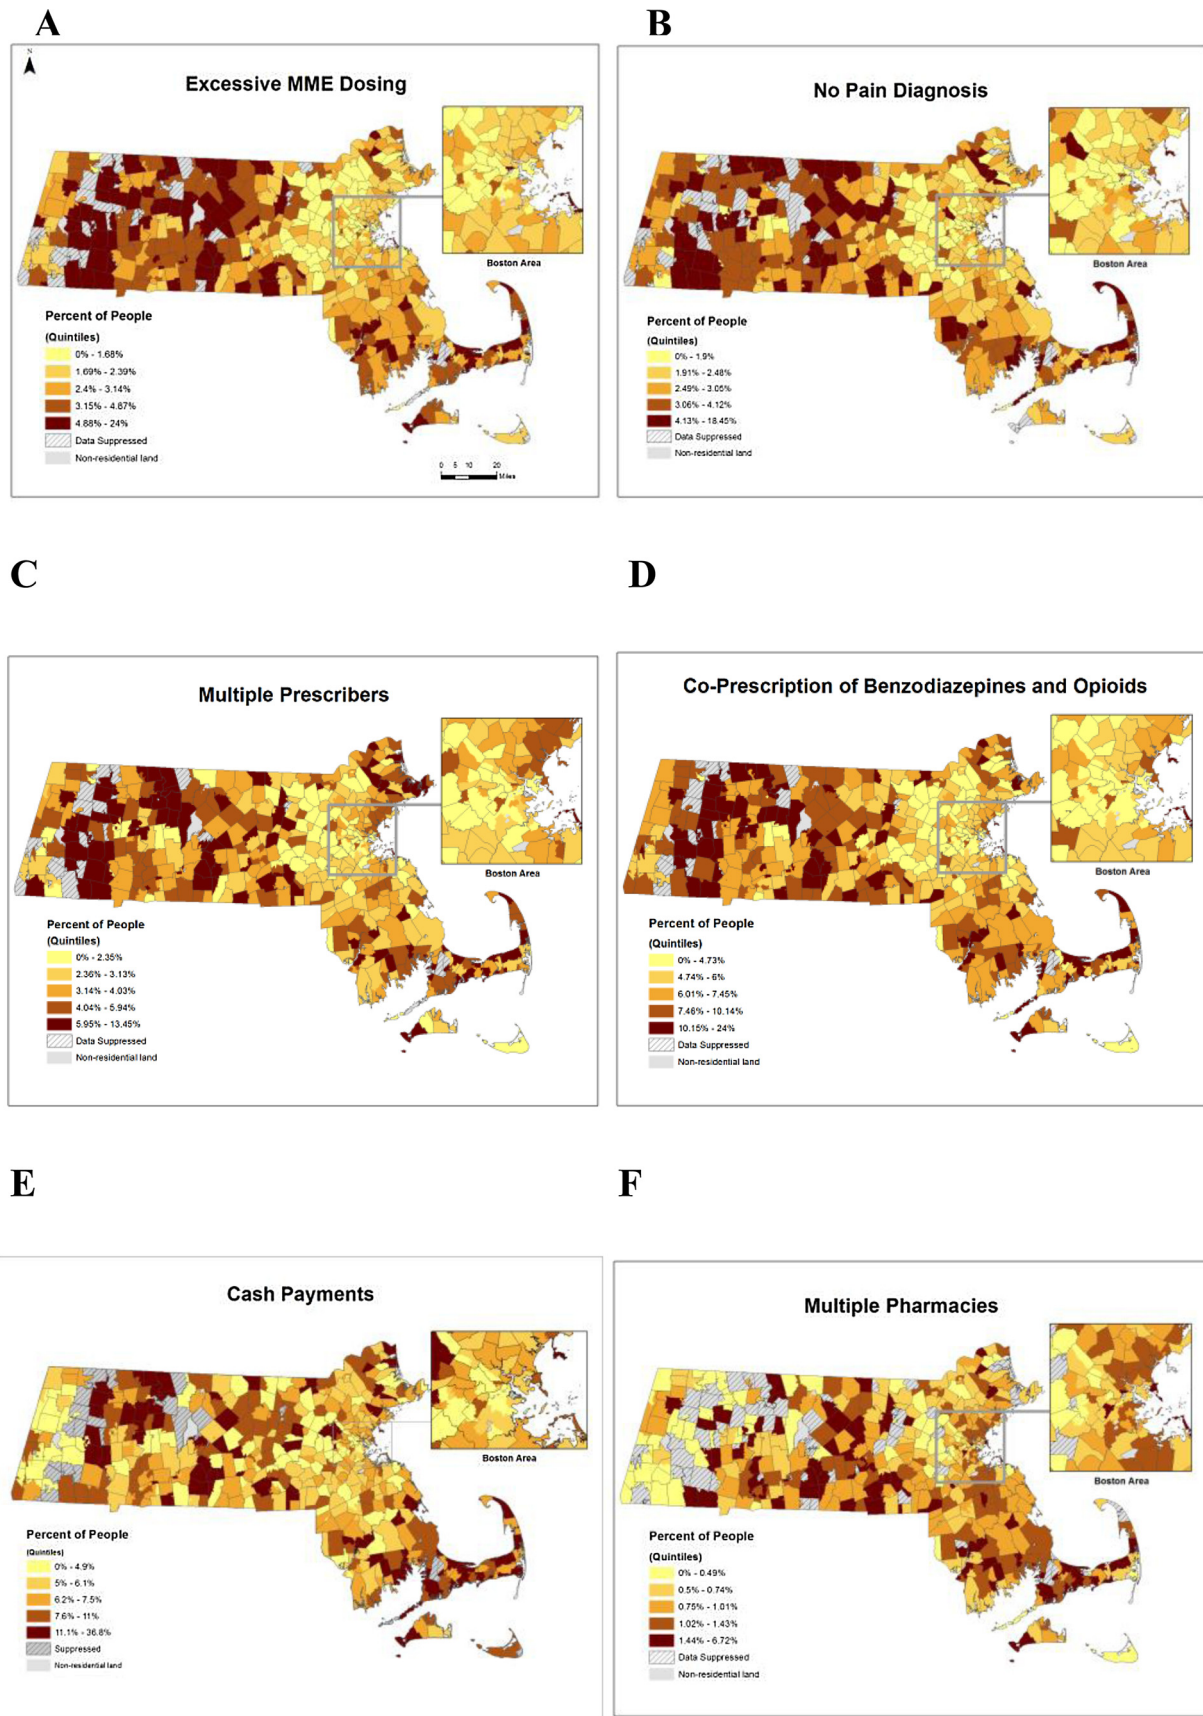 A
N
Excessive MME Dosing
Boston Area
Percent of People
(Quintiles)
0% - 1.68%
1.69% - 2.39%
2.4% - 3.14%
3.15% - 4.87%
4.88% - 24%
Data Suppressed
Non-residential land
0 5 10 20
Miles
B
No Pain Diagnosis
Boston Area
Percent of People
(Quintiles)
0% - 1.9%
1.91% - 2.48%
2.49% - 3.05%
3.06% - 4.12%
4.13% - 18.45%
Data Suppressed
Non-residential land
C
Multiple Prescribers
Boston Area
Percent of People
(Quintiles)
0% - 2.35%
2.36% - 3.13%
3.14% - 4.03%
4.04% - 5.94%
5.95% - 13.45%
Data Suppressed
Non-residential land
D
Co-Prescription of Benzodiazepines and Opioids
Boston Area
Percent of People
(Quintiles)
0% - 4.73%
4.74% - 6%
6.01% - 7.45%
7.46% - 10.14%
10.15% - 24%
Data Suppressed
Non-residential land
E
Cash Payments
Boston Area
Percent of People
(Quintiles)
0% - 4.9%
5% - 6.1%
6.2% - 7.5%
7.6% - 11%
11.1% - 36.8%
Suppressed
Non-residential land
F
Multiple Pharmacies
Boston Area
Percent of People
(Quintiles)
0% - 0.49%
0.5% - 0.74%
0.75% - 1.01%
1.02% - 1.43%
1.44% - 6.72%
Data Suppressed
Non-residential land